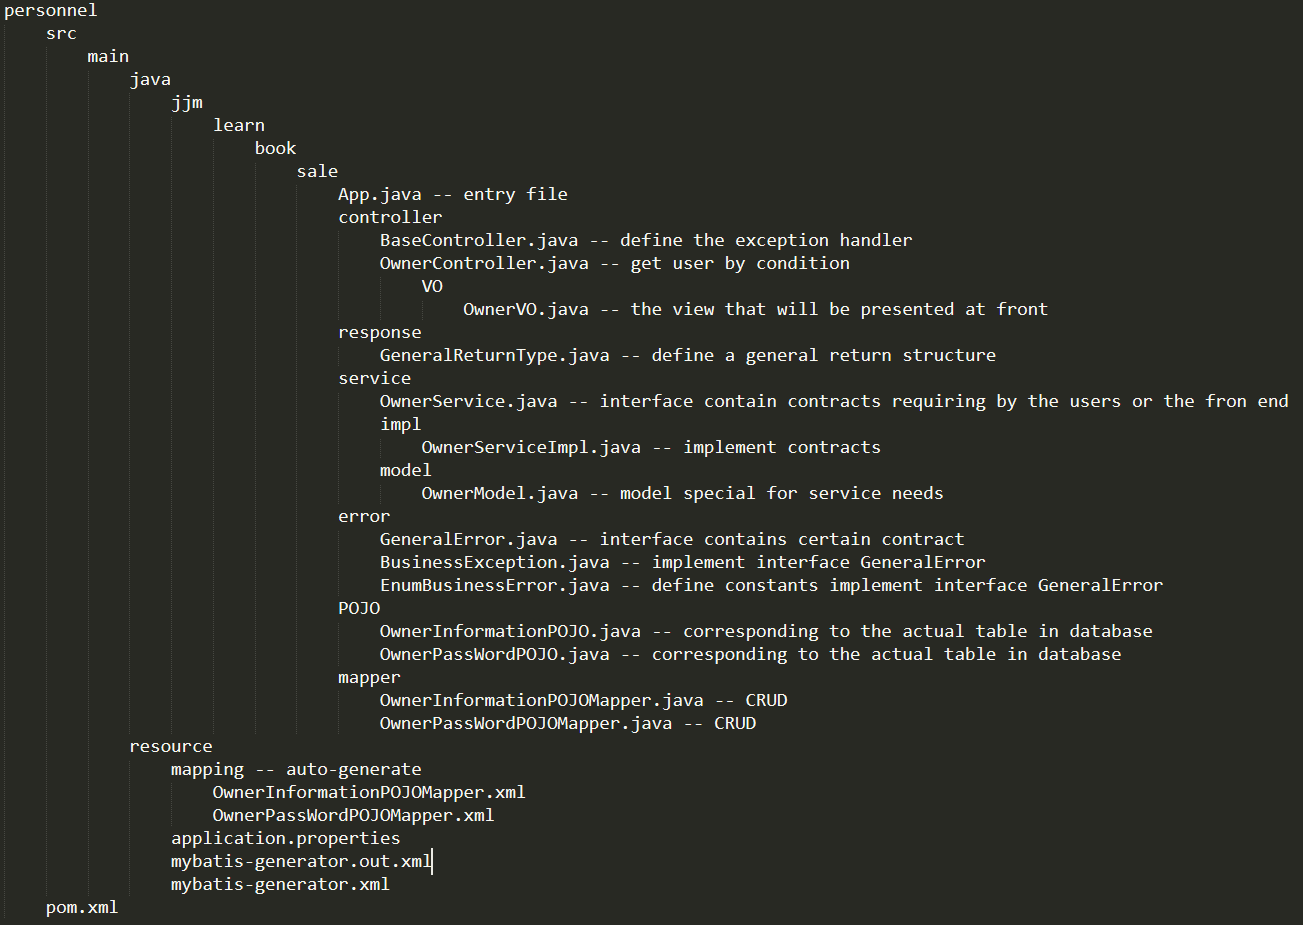 personnel
src
main
java
jjm
learn
book
sale
App.java -- entry file
controller
BaseController.java -- define the exception handler
OwnerController.java -- get user by condition
VO
OwnerVO.java -- the view that will be presented at front
response
GeneralReturnType.java -- define a general return structure
service
OwnerService.java -- interface contain contracts requiring by the users or the fron end
impl
OwnerServiceImpl.java -- implement contracts
model
OwnerModel.java -- model special for service needs
error
GeneralError.java -- interface contains certain contract
BusinessException.java -- implement interface GeneralError
EnumBusinessError.java -- define constants implement interface GeneralError
POJO
OwnerInformationPOJO.java -- corresponding to the actual table in database
OwnerPassWordPOJO.java -- corresponding to the actual table in database
mapper
OwnerInformationPOJOMapper.java -- CRUD
OwnerPassWordPOJOMapper.java -- CRUD
resource
mapping -- auto-generate
OwnerInformationPOJOMapper.xml
OwnerPassWordPOJOMapper.xml
application.properties
mybatis-generator.out.xml
mybatis-generator.xml
pom.xml